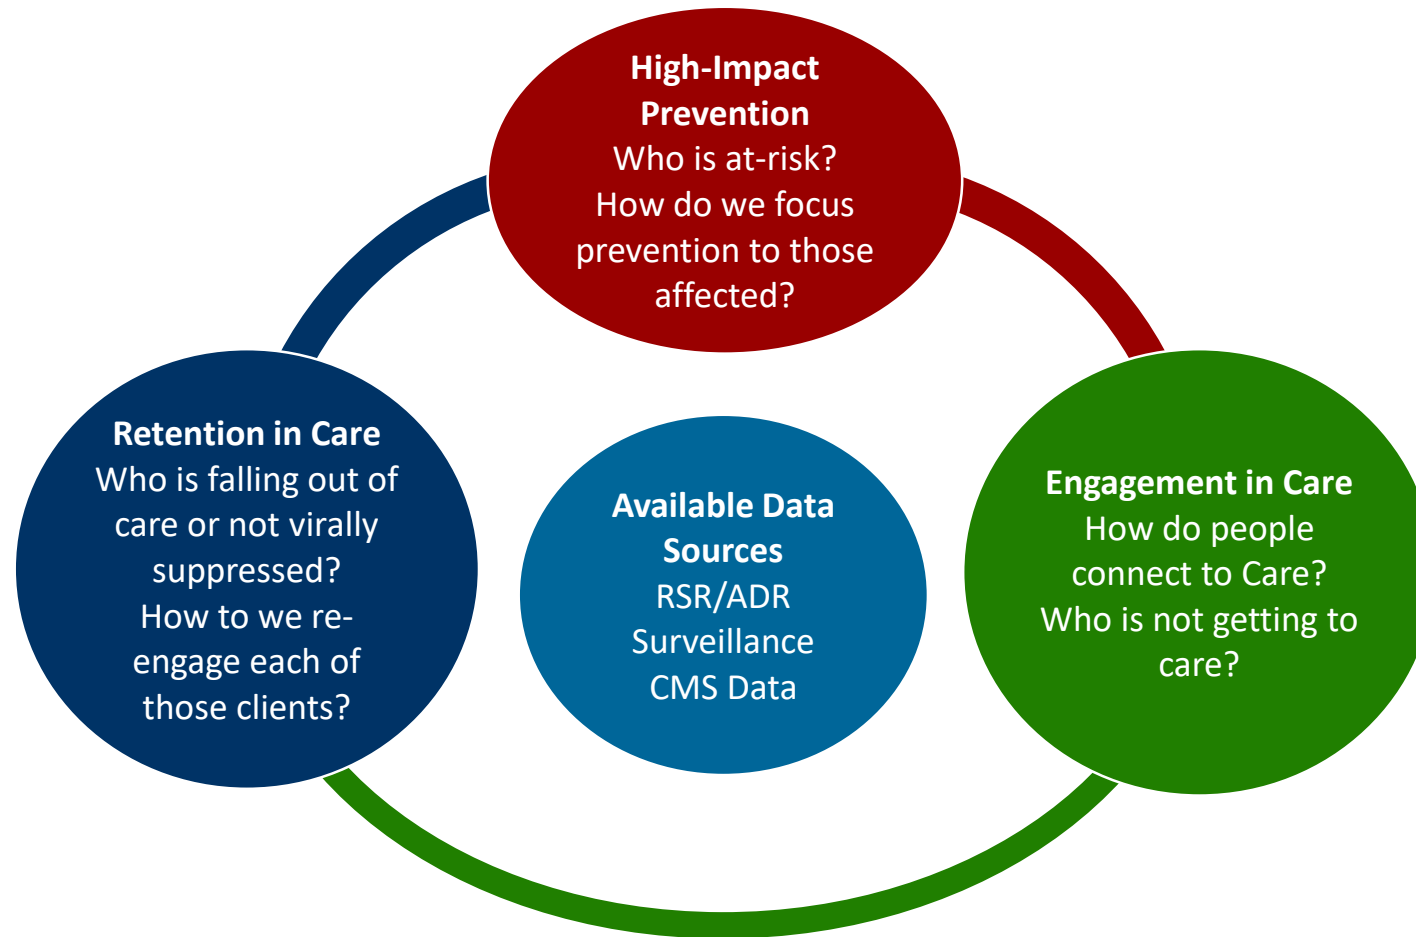 High-Impact
Prevention
Who is at-risk?
How do we focus
prevention to those
affected?
Retention in Care
Who is falling out of
care or not virally
suppressed?
How to we re-
engage each of
those clients?
Available Data
Sources
RSR/ADR
Surveillance
CMS Data
Engagement in Care
How do people
connect to Care?
Who is not getting to
care?